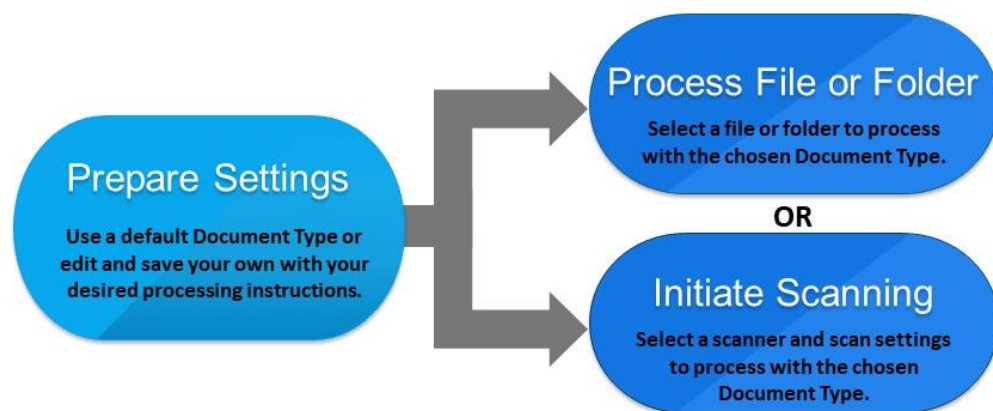 Prepare Settings
Use a default Document Type or
edit and save your own with your
desired processing instructions.
Process File or Folder
Select a file or folder to process
with the chosen Document Type.
OR
Initiate Scanning
Select a scanner and scan settings
to process with the chosen
Document Type.